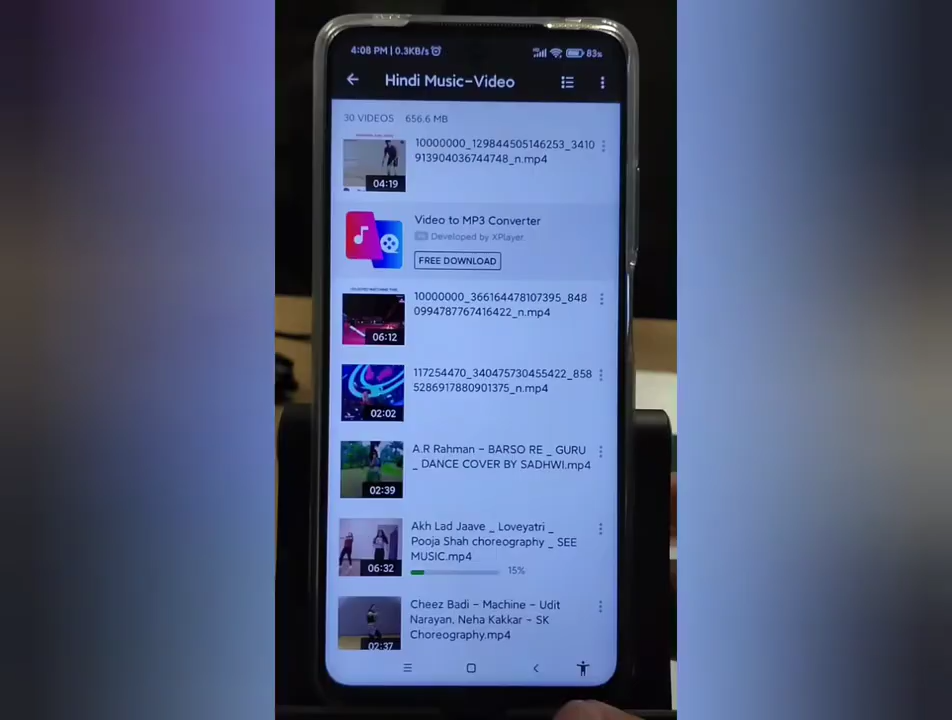 4:08 PM | 0.3KB/s
83%
Hindi Music-Video
30 VIDEOS 656.6 MB
10000000_129844505146253_3410
913904036744748_n.mp4
04:19
Video to MP3 Converter
Developed by XPlayer
FREE DOWNLOAD
10000000_366164478107395_848
0994787767416422_n.mp4
06:12
117254470_340475730455422_858
5286917880901375_n.mp4
02:02
A.R Rahman - BARSO RE _ GURU
_ DANCE COVER BY SADHWI.mp4
02:39
Akh Lad Jaave _ Loveyatri _
Pooja Shah choreography _ SEE
MUSIC.mp4
06:32
15%
Cheez Badi - Machine - Udit
Narayan, Neha Kakkar - SK
Choreography.mp4
02:37